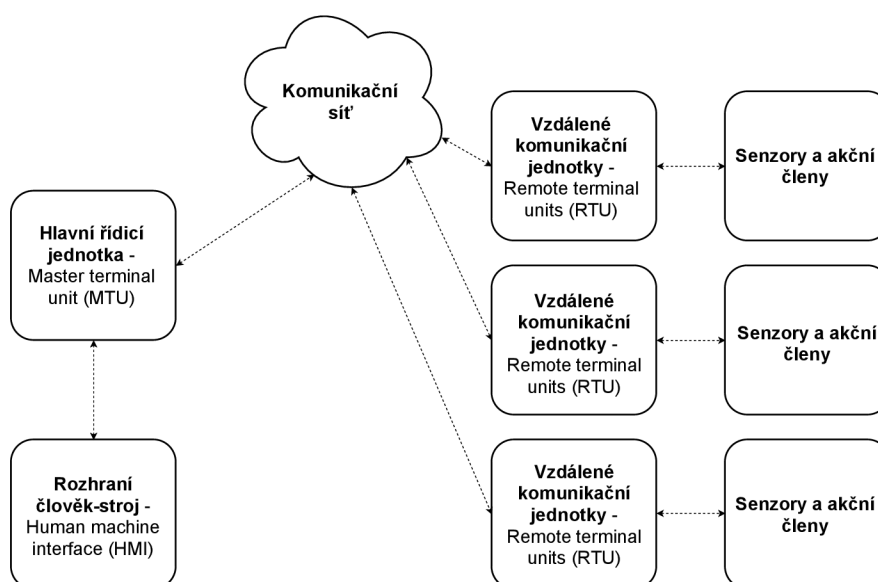 Komunikační
síť
Vzdálené
komunikační
jednotky -
Remote terminal
units (RTU)
Senzory a akční
členy
Hlavní řídicí
jednotka -
Master terminal
unit (MTU)
Vzdálené
komunikační
jednotky -
Remote terminal
units (RTU)
Senzory a akční
členy
Rozhraní
člověk-stroj -
Human machine
interface (HMI)
Vzdálené
komunikační
jednotky -
Remote terminal
units (RTU)
Senzory a akční
členy